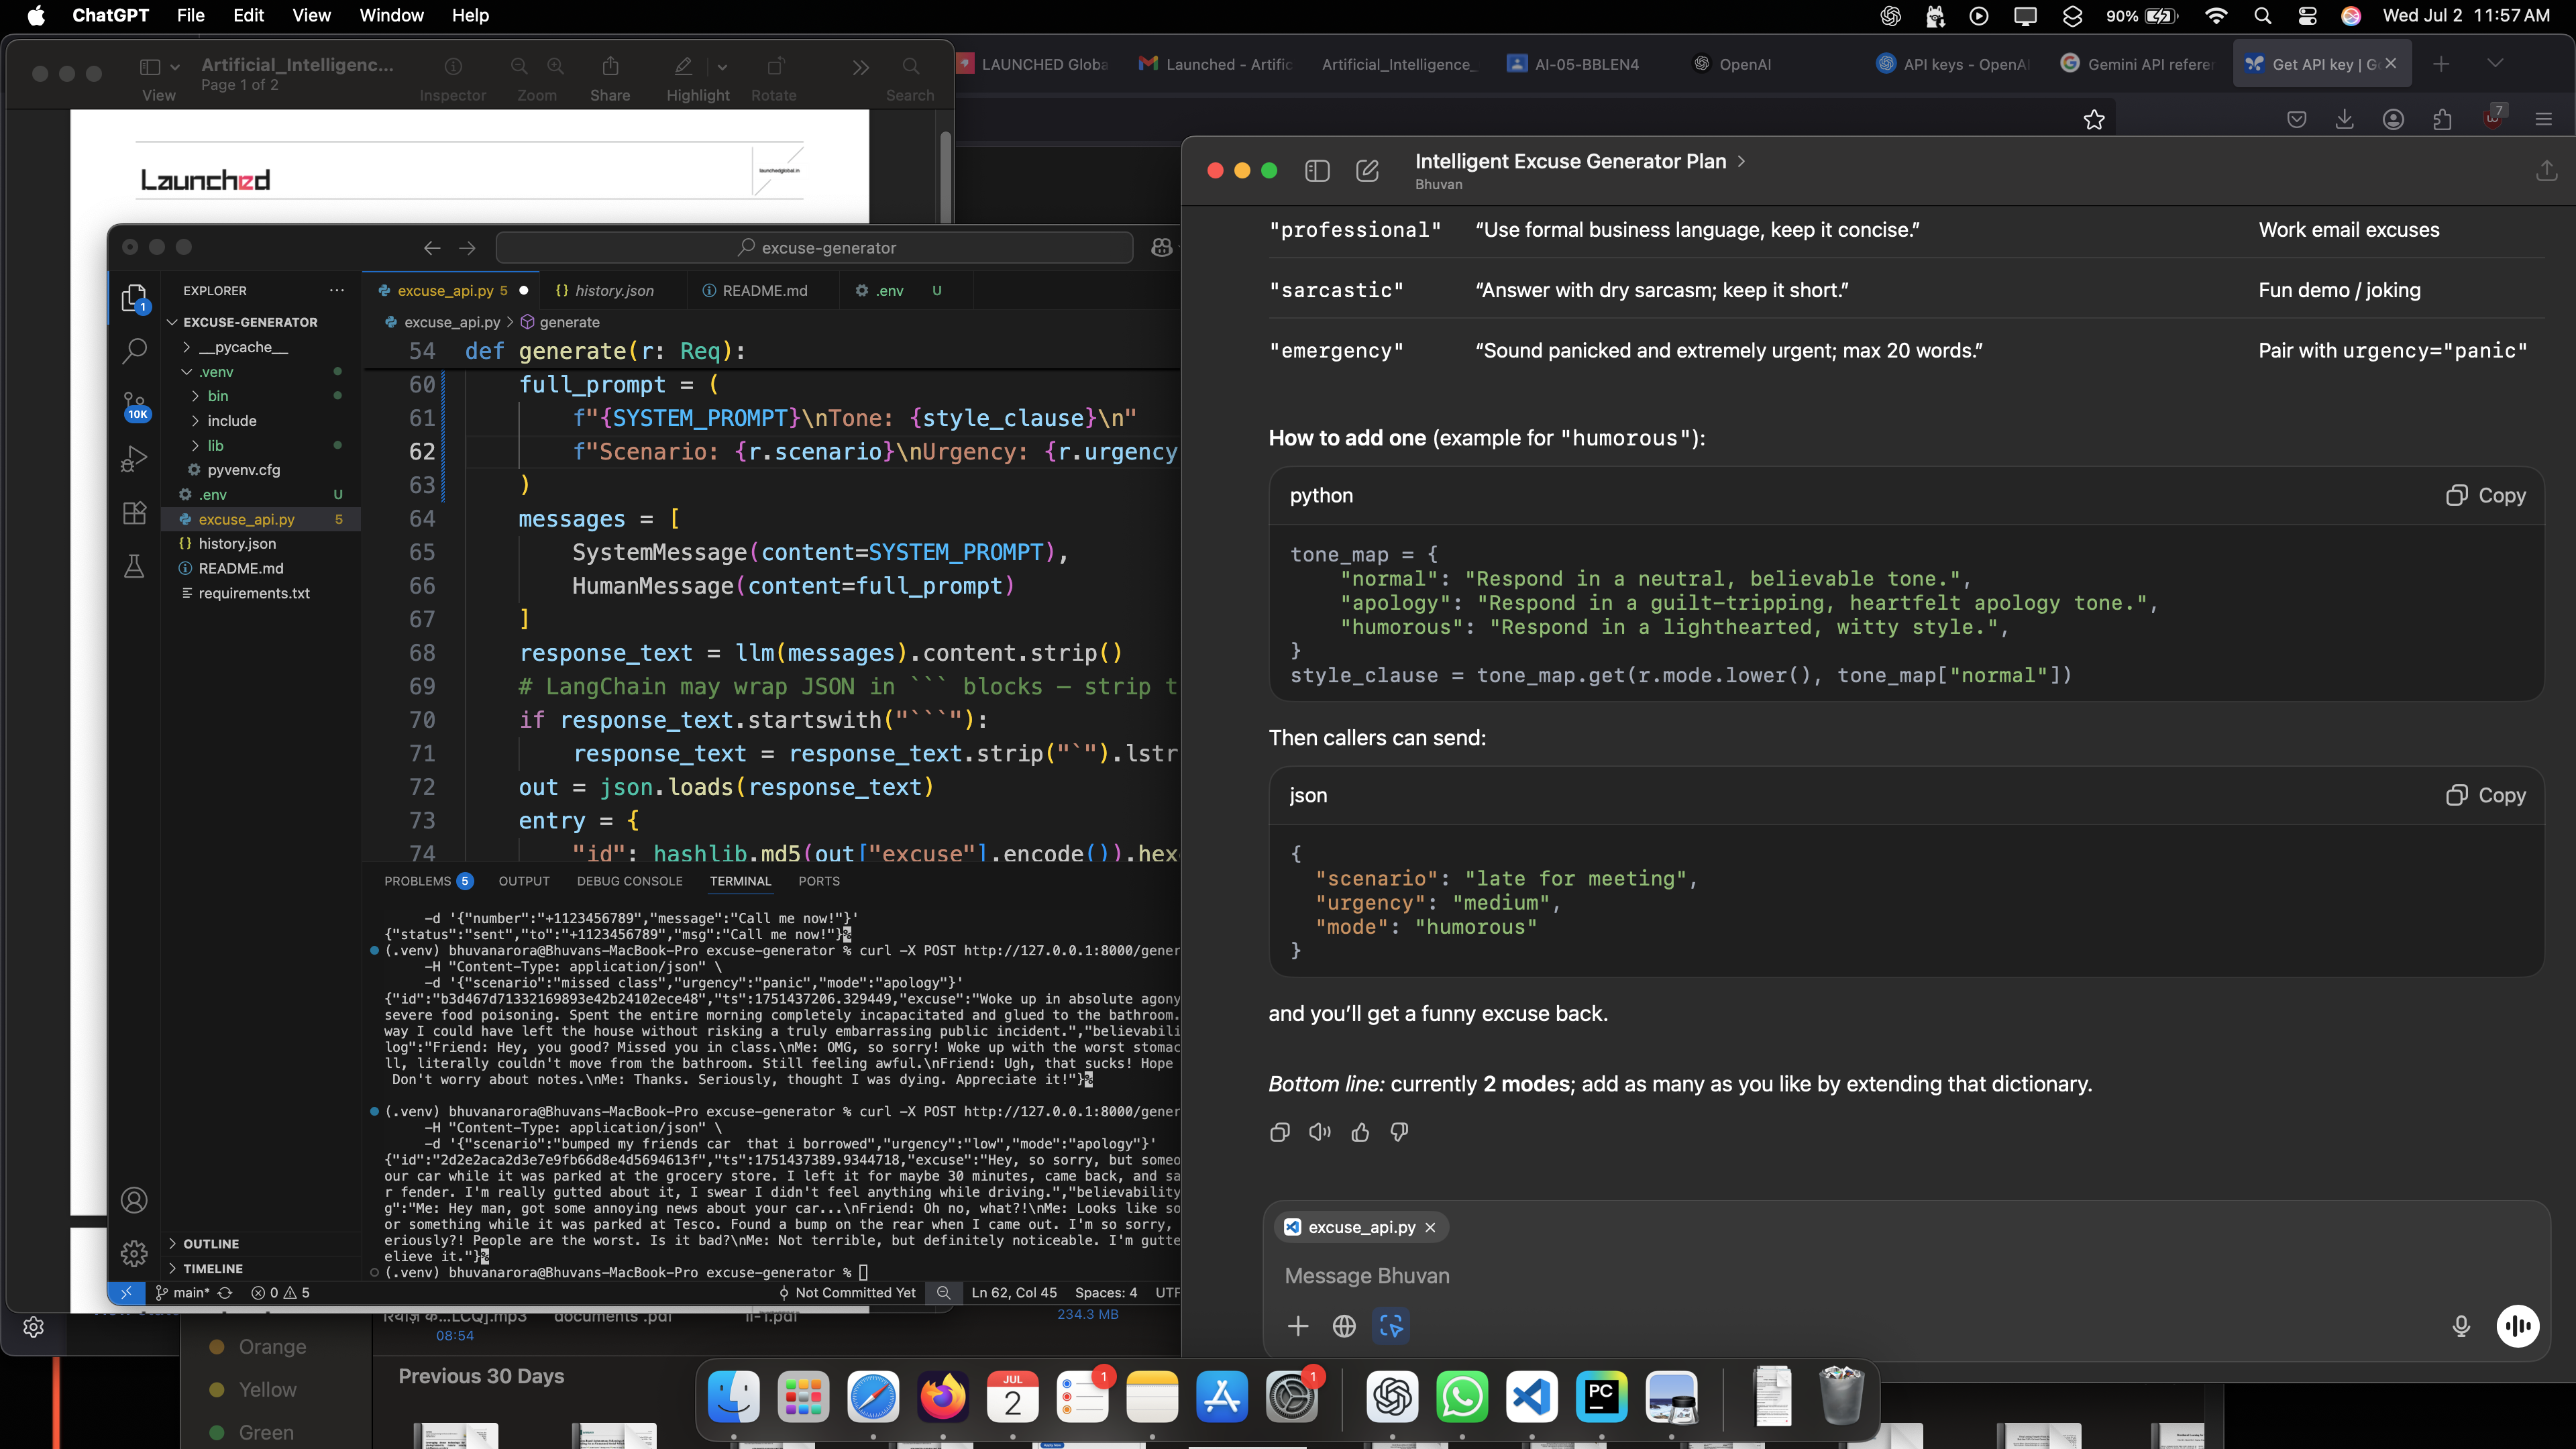 ChatGPT File Edit View Window Help
90% Wed Jul 2 11:57 AM
Artificial_Intelligenc...
Page 1 of 2
View Inspector Zoom Share Highlight Rotate Search
LAUNCHED Globa
Launched - Artific
Artificial_Intelligence_
AI-05-BBLEN4
OpenAI
API keys - OpenAI
Gemini API referen
Get API key | G
7
Launched
launchedglobal.in
excuse-generator
EXPLORER
EXCUSE-GENERATOR
__pycache__
.venv
bin
include
lib
pyvenv.cfg
.env U
excuse_api.py 5
history.json
README.md
requirements.txt
OUTLINE
TIMELINE
1
10K
excuse_api.py 5
history.json
README.md
.env U
excuse_api.py > generate
54 def generate(r: Req):
60 full_prompt = (
61 f"{SYSTEM_PROMPT}\nTone: {style_clause}\n"
62 f"Scenario: {r.scenario}\nUrgency: {r.urgency
63 )
64 messages = [
65 SystemMessage(content=SYSTEM_PROMPT),
66 HumanMessage(content=full_prompt)
67 ]
68 response_text = llm(messages).content.strip()
69 # LangChain may wrap JSON in ``` blocks – strip t
70 if response_text.startswith("```"):
71 response_text = response_text.strip("`").lstr
72 out = json.loads(response_text)
73 entry = {
74 "id": hashlib.md5(out["excuse"].encode()).hex
PROBLEMS 5 OUTPUT DEBUG CONSOLE TERMINAL PORTS
-d '{"number":"+1123456789","message":"Call me now!"}'
{"status":"sent","to":"+1123456789","msg":"Call me now!"}%
(.venv) bhuvanarora@Bhuvans-MacBook-Pro excuse-generator % curl -X POST http://127.0.0.1:8000/gener
-H "Content-Type: application/json" \
-d '{"scenario":"missed class","urgency":"panic","mode":"apology"}'
{"id":"b3d467d71332169893e42b24102ece48","ts":1751437206.329449,"excuse":"Woke up in absolute agony
severe food poisoning. Spent the entire morning completely incapacitated and glued to the bathroom.
way I could have left the house without risking a truly embarrassing public incident.","believabili
log":"Friend: Hey, you good? Missed you in class.\nMe: OMG, so sorry! Woke up with the worst stomac
ll, literally couldn't move from the bathroom. Still feeling awful.\nFriend: Ugh, that sucks! Hope
Don't worry about notes.\nMe: Thanks. Seriously, thought I was dying. Appreciate it!"}%
(.venv) bhuvanarora@Bhuvans-MacBook-Pro excuse-generator % curl -X POST http://127.0.0.1:8000/gener
-H "Content-Type: application/json" \
-d '{"scenario":"bumped my friends car  that i borrowed","urgency":"low","mode":"apology"}'
{"id":"2d2e2aca2d3e7e9fb66d8e4d5694613f","ts":1751437389.9344718,"excuse":"Hey, so sorry, but someo
our car while it was parked at the grocery store. I left it for maybe 30 minutes, came back, and sa
r fender. I'm really gutted about it, I swear I didn't feel anything while driving.","believability
g":"Me: Hey man, got some annoying news about your car...\nFriend: Oh no, what?!\nMe: Looks like so
or something while it was parked at Tesco. Found a bump on the rear when I came out. I'm so sorry,
eriously?! People are the worst. Is it bad?\nMe: Not terrible, but definitely noticeable. I'm gutte
elieve it."}%
(.venv) bhuvanarora@Bhuvans-MacBook-Pro excuse-generator %
main* 0 5 Not Committed Yet Ln 62, Col 45 Spaces: 4 UTF
Intelligent Excuse Generator Plan >
Bhuvan
"professional" “Use formal business language, keep it concise.” Work email excuses
"sarcastic" “Answer with dry sarcasm; keep it short.” Fun demo / joking
"emergency" “Sound panicked and extremely urgent; max 20 words.” Pair with urgency="panic"
How to add one (example for "humorous"):
python Copy
tone_map = {
"normal": "Respond in a neutral, believable tone.",
"apology": "Respond in a guilt-tripping, heartfelt apology tone.",
"humorous": "Respond in a lighthearted, witty style.",
}
style_clause = tone_map.get(r.mode.lower(), tone_map["normal"])
Then callers can send:
json Copy
{
"scenario": "late for meeting",
"urgency": "medium",
"mode": "humorous"
}
and you’ll get a funny excuse back.
Bottom line: currently 2 modes; add as many as you like by extending that dictionary.
excuse_api.py
Message Bhuvan
08:54
234.3 MB
Orange
Yellow
Green
Previous 30 Days
JUL
2
1
1
PC